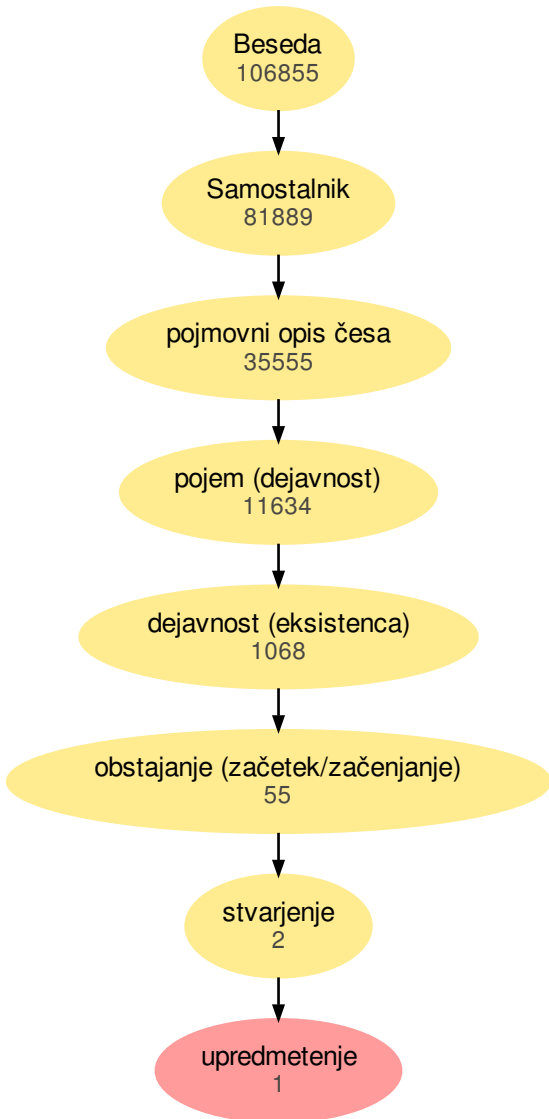 Beseda
106855
Samostalnik
81889
pojmovni opis česa
35555
pojem (dejavnost)
11634
dejavnost (eksistenca)
1068
obstajanje (začetek/začenjanje)
55
stvarjenje
2
upredmetenje
1